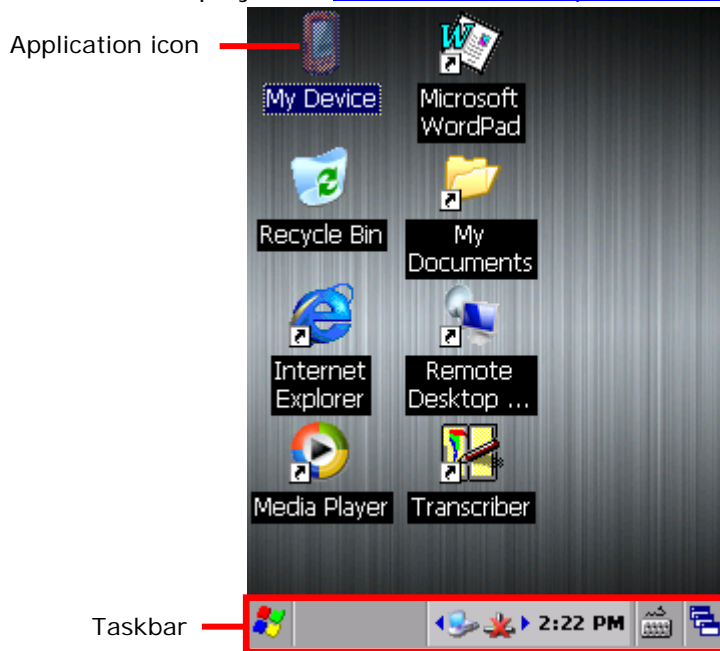 Application icon
My Device
Microsoft
WordPad
Recycle Bin
My
Documents
Internet
Explorer
Remote
Desktop ...
Media Player
Transcriber
Taskbar
2:22 PM